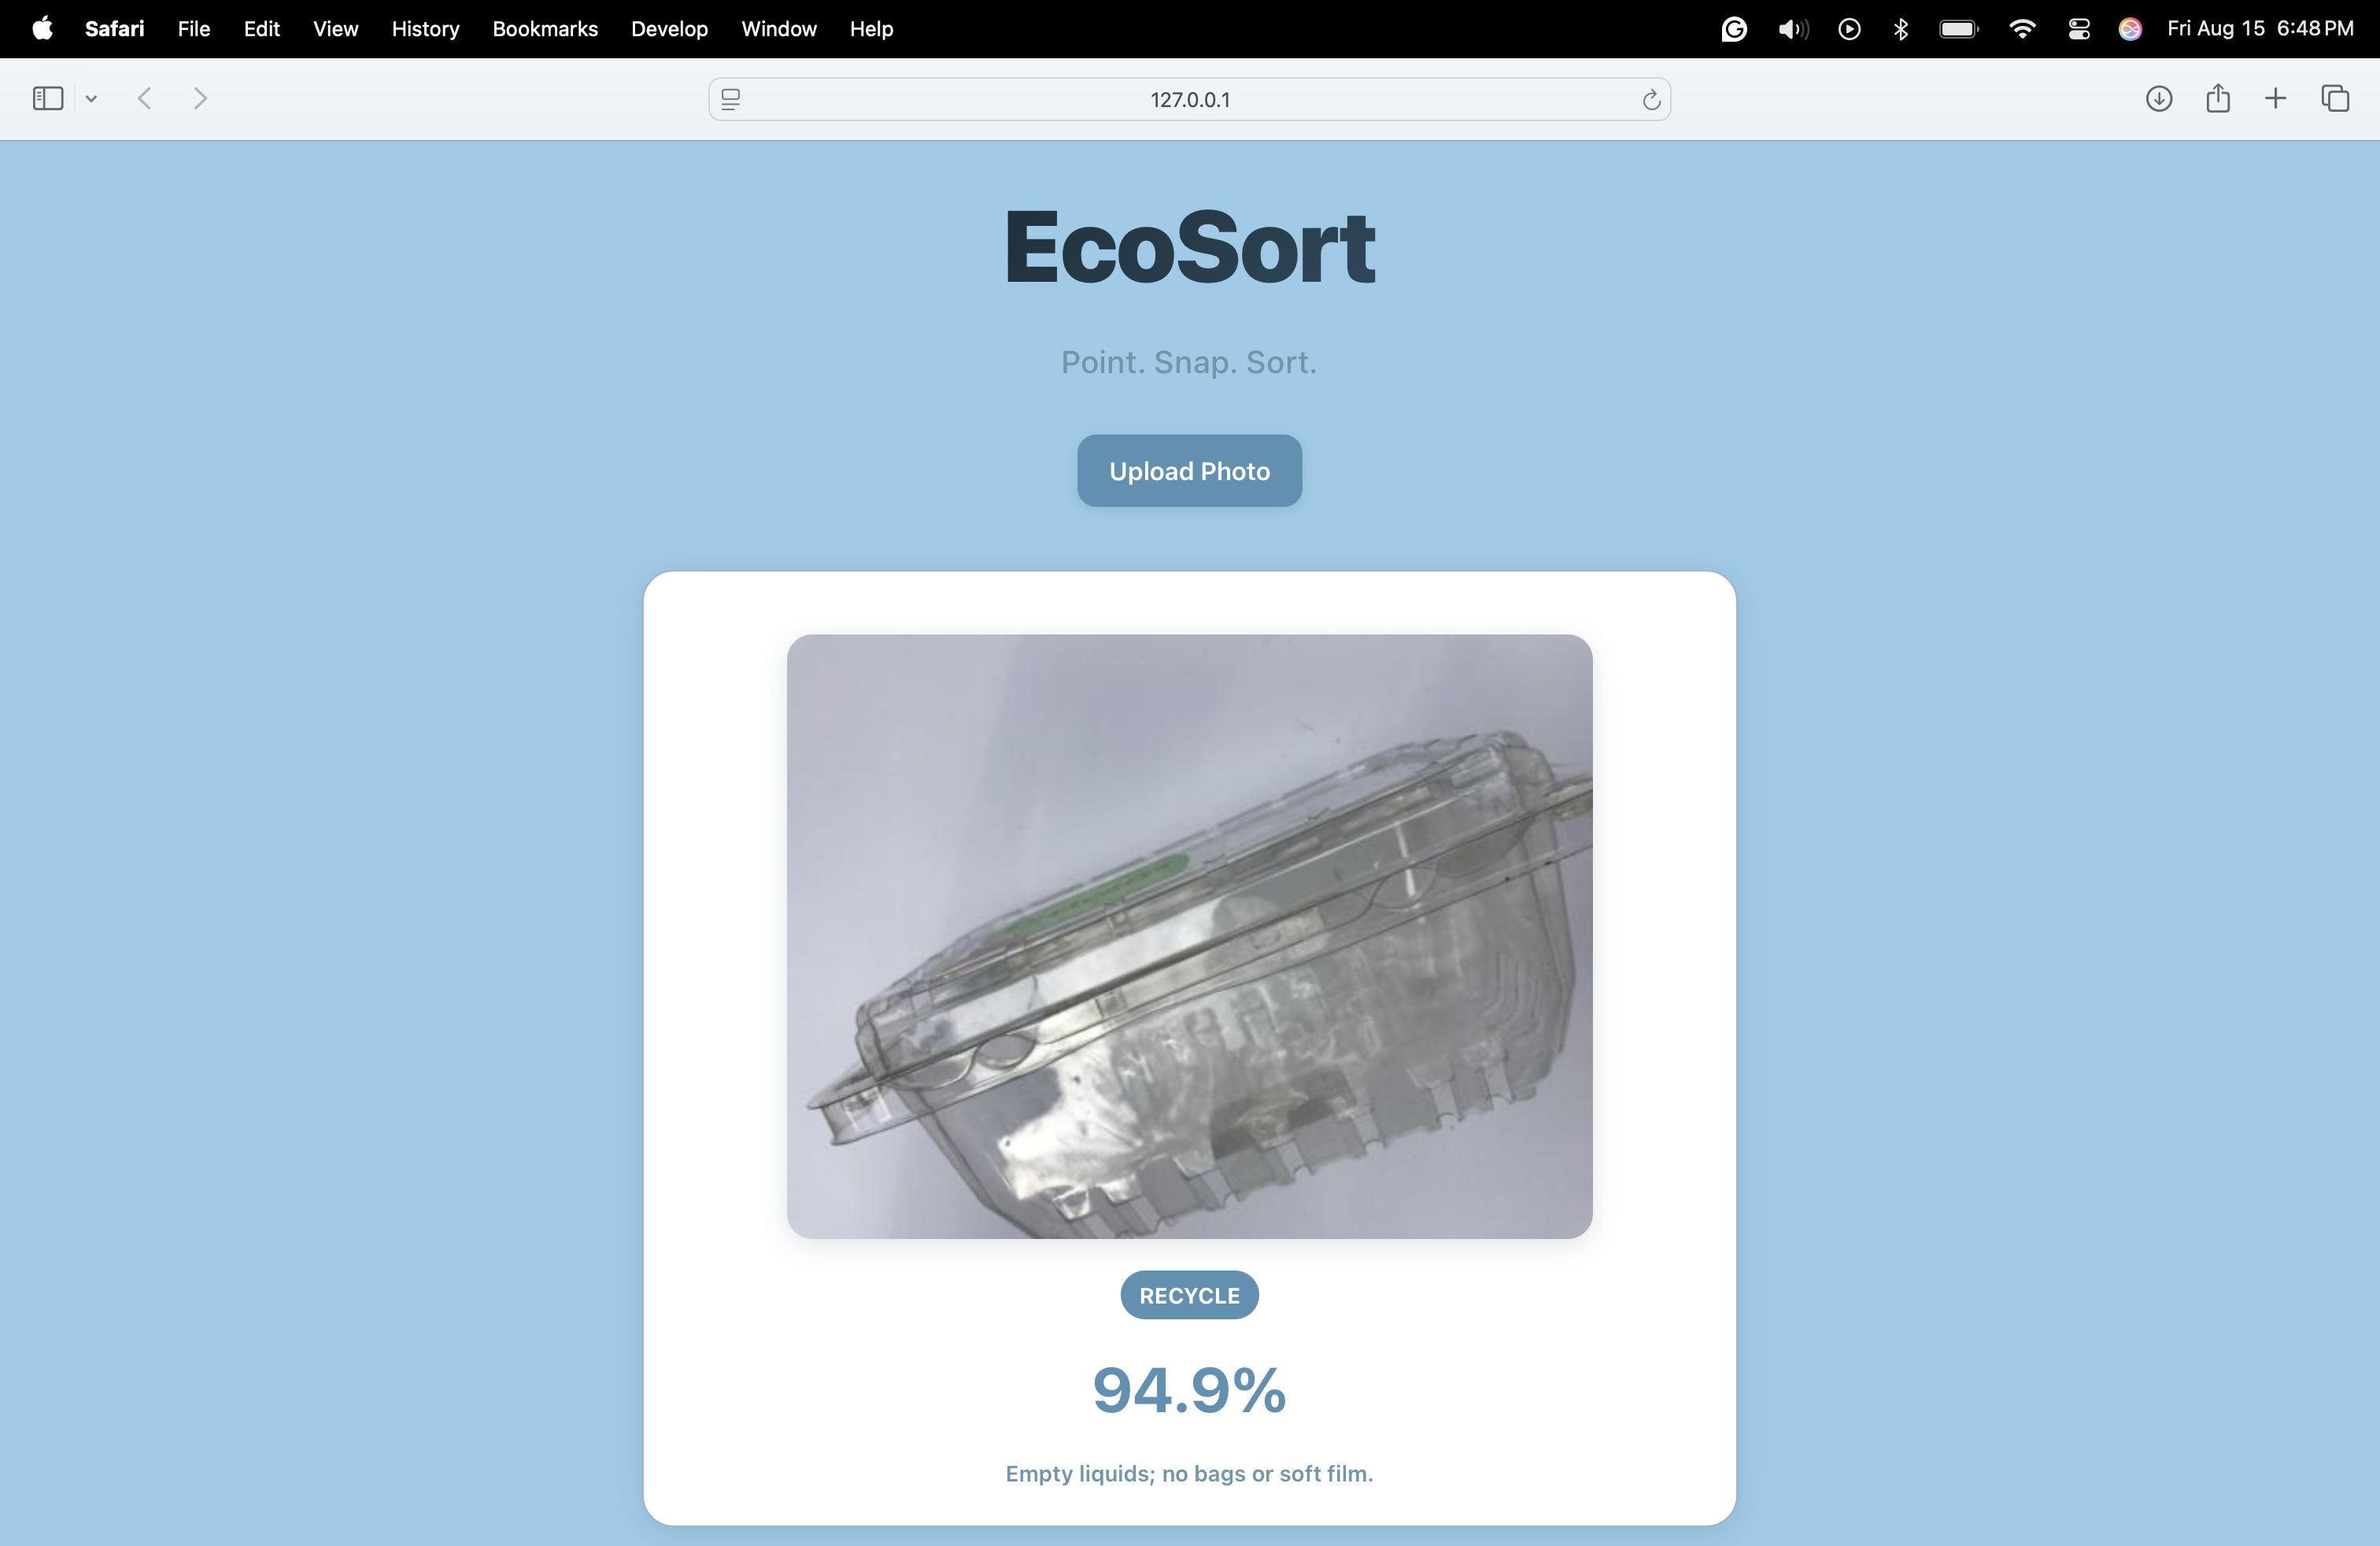 Safari File Edit View History Bookmarks Develop Window Help Fri Aug 15 6:48 PM
127.0.0.1
EcoSort
Point. Snap. Sort.
Upload Photo
RECYCLE
94.9%
Empty liquids; no bags or soft film.